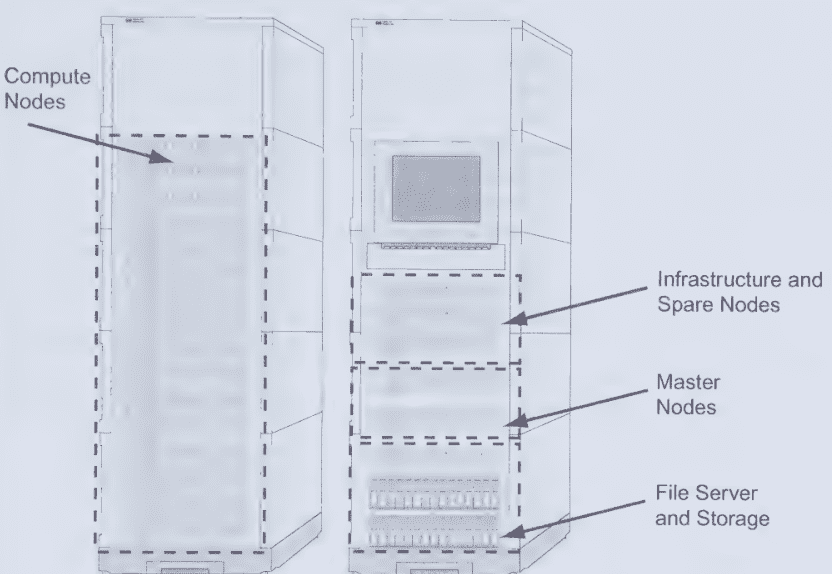 Compute
Nodes
Infrastructure and
Spare Nodes
Master
Nodes
File Server
and Storage